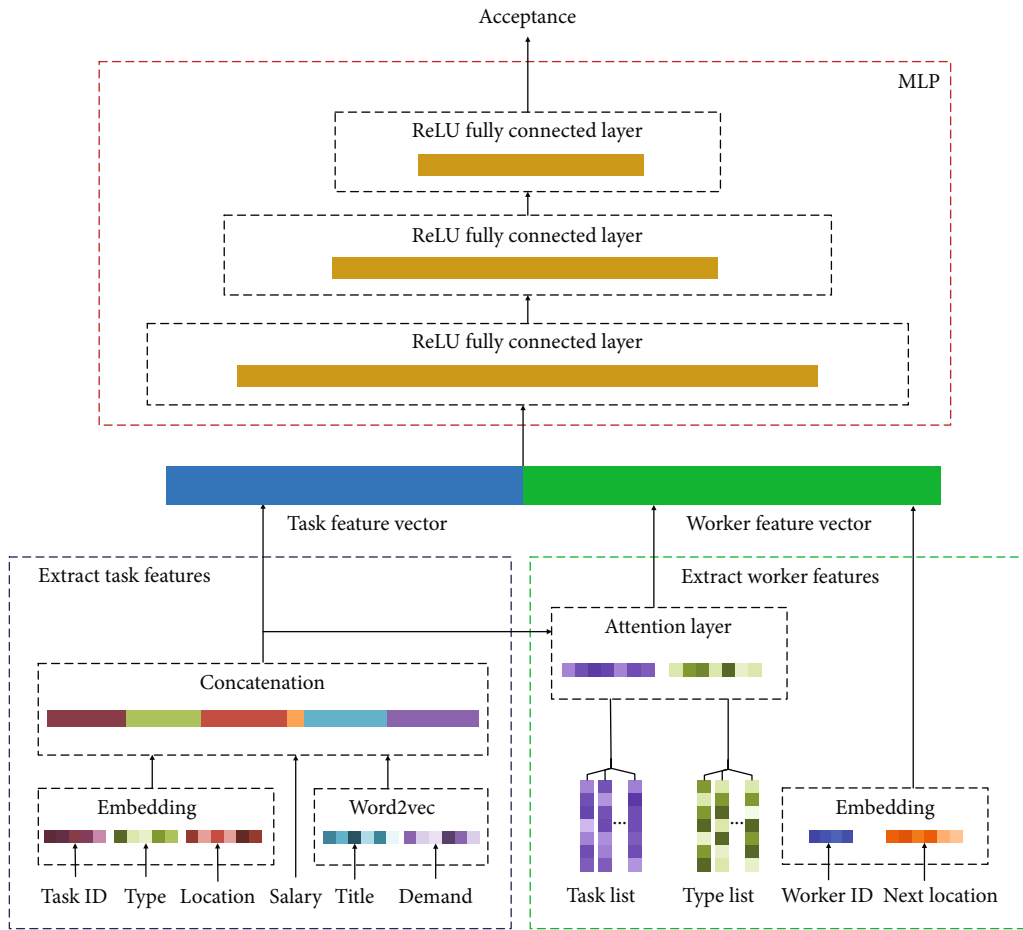 Acceptance
MLP
ReLU fully connected layer
ReLU fully connected layer
ReLU fully connected layer
Task feature vector
Worker feature vector
Extract task features
Extract worker features
Attention layer
Concatenation
Embedding
Word2vec
Embedding
Task ID
Type
Location
Salary
Title
Demand
Task list
Type list
Worker ID
Next location